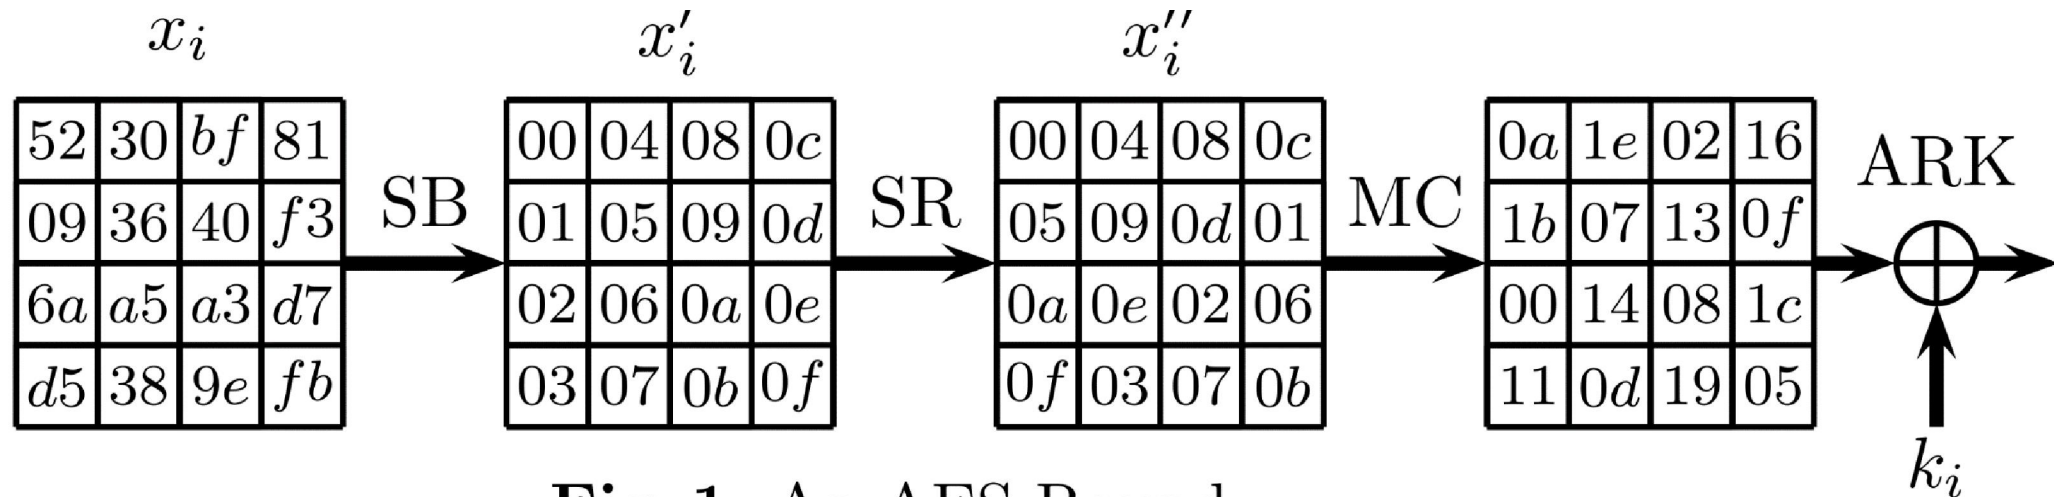 x_i x'_i x''_i
52 30 bf 81 00 04 08 0c 00 04 08 0c 0a 1e 02 16 ARK
09 36 40 f3 SB 01 05 09 0d SR 05 09 0d 01 MC 1b 07 13 0f
6a a5 a3 d7 02 06 0a 0e 0a 0e 02 06 00 14 08 1c
d5 38 9e fb 03 07 0b 0f 0f 03 07 0b 11 0d 19 05
k_i